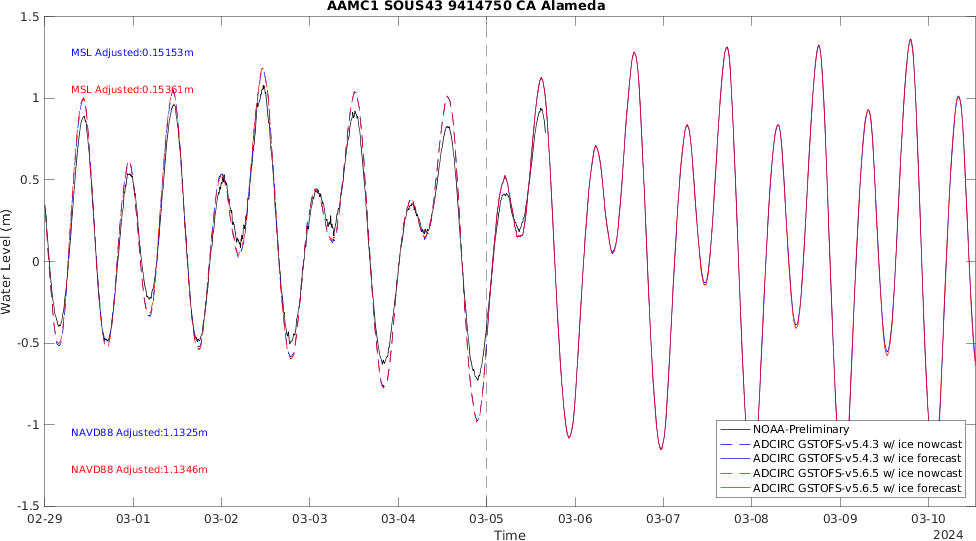 AAMC1 SOUS43 9414750 CA Alameda
1.5
1
0.5
0
-0.5
-1
-1.5
Water Level (m)
MSL Adjusted:0.15153m
MSL Adjusted:0.15361m
NAVD88 Adjusted:1.1325m
NAVD88 Adjusted:1.1346m
NOAA-Preliminary
ADCIRC GSTOFS-v5.4.3 w/ ice nowcast
ADCIRC GSTOFS-v5.4.3 w/ ice forecast
ADCIRC GSTOFS-v5.6.5 w/ ice nowcast
ADCIRC GSTOFS-v5.6.5 w/ ice forecast
02-29 03-01 03-02 03-03 03-04 03-05 03-06 03-07 03-08 03-09 03-10
Time
2024